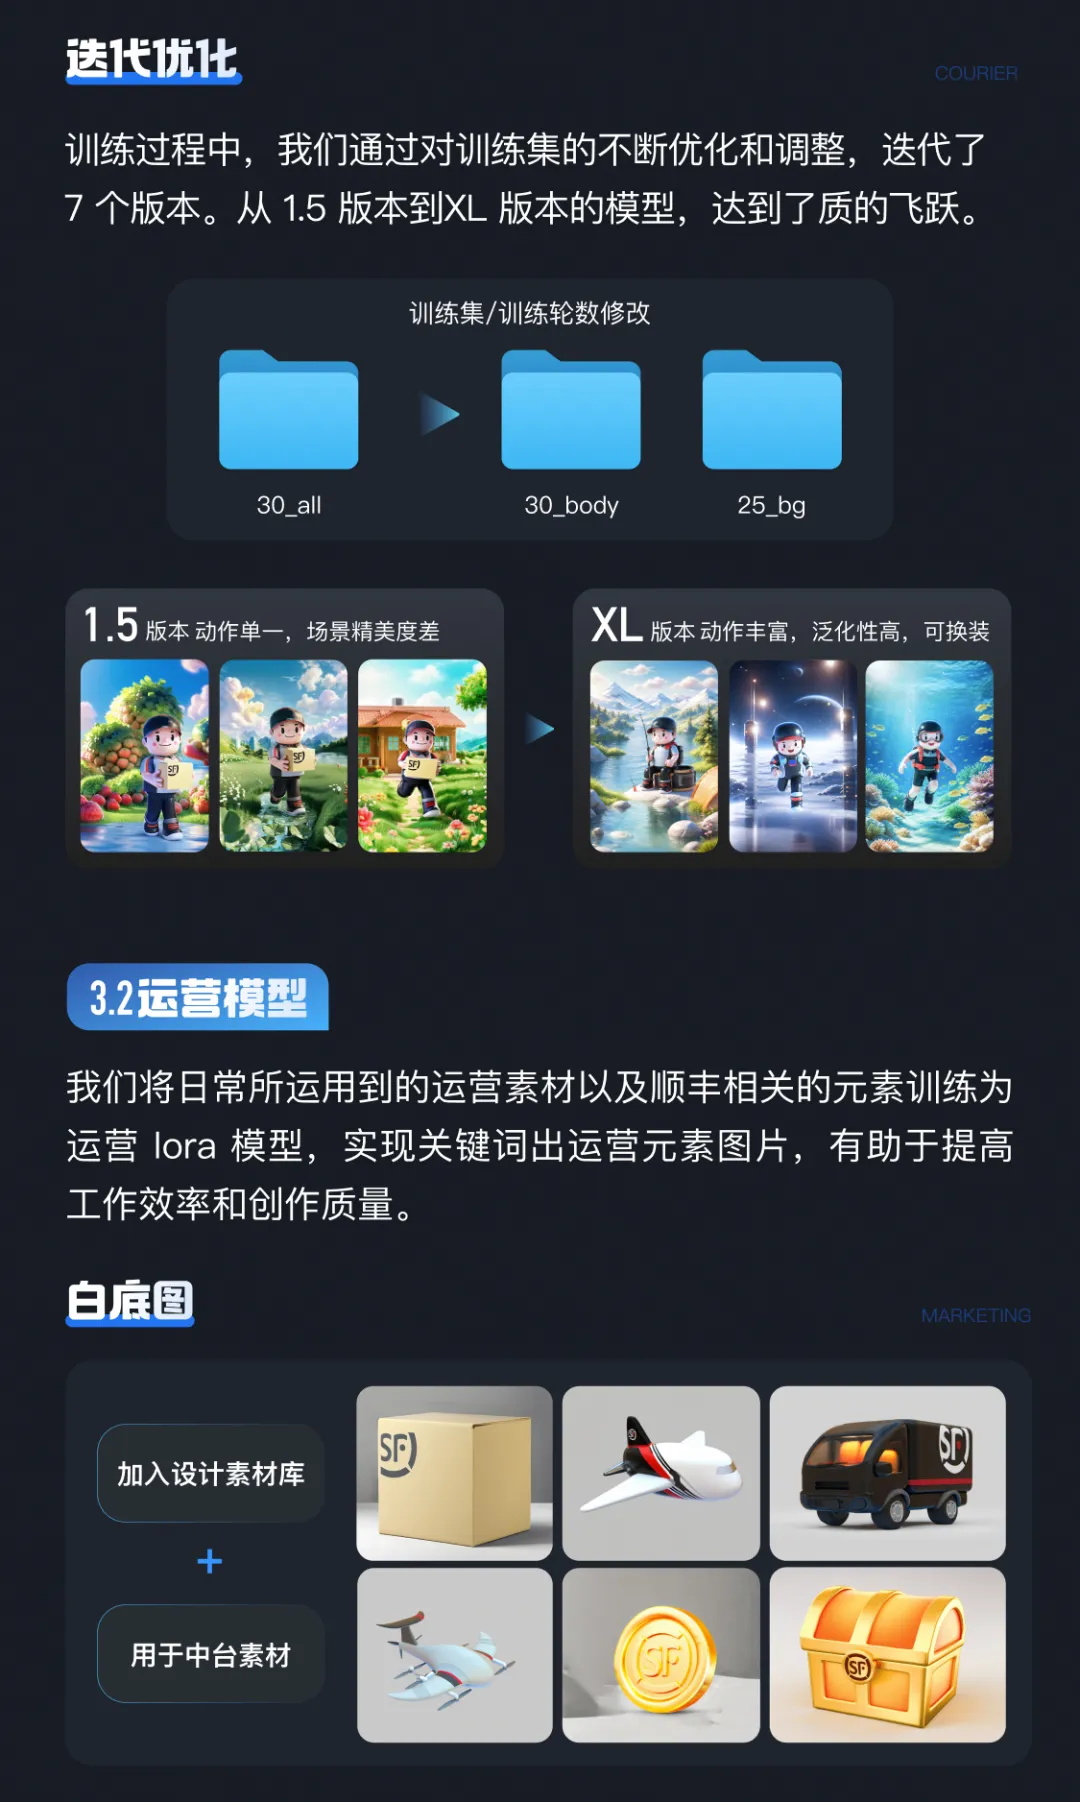 迭代优化
COURIER
训练过程中，我们通过对训练集的不断优化和调整，迭代了
7 个版本。从 1.5 版本到XL 版本的模型，达到了质的飞跃。
训练集/训练轮数修改
30_all
30_body
25_bg
1.5 版本 动作单一，场景精美度差
XL 版本 动作丰富，泛化性高，可换装
SF
SF
SF
3.2运营模型
我们将日常所运用到的运营素材以及顺丰相关的元素训练为
运营 lora 模型，实现关键词出运营元素图片，有助于提高
工作效率和创作质量。
白底图
MARKETING
加入设计素材库
+
用于中台素材
SF
SF
SF
SF